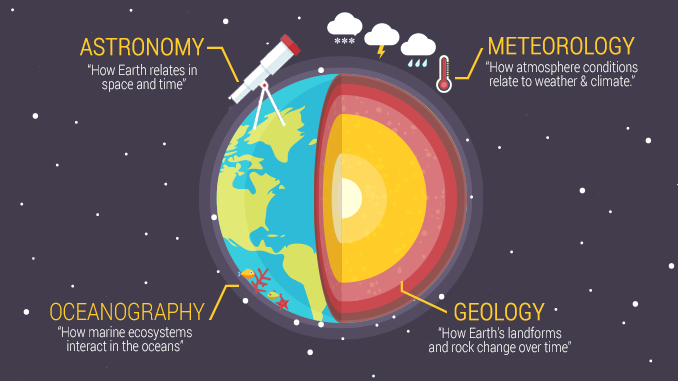 ASTRONOMY
"How Earth relates in
space and time"
METEOROLOGY
"How atmosphere conditions
relate to weather & climate."
OCEANOGRAPHY
"How marine ecosystems
interact in the oceans"
GEOLOGY
"How Earth's landforms
and rock change over time"